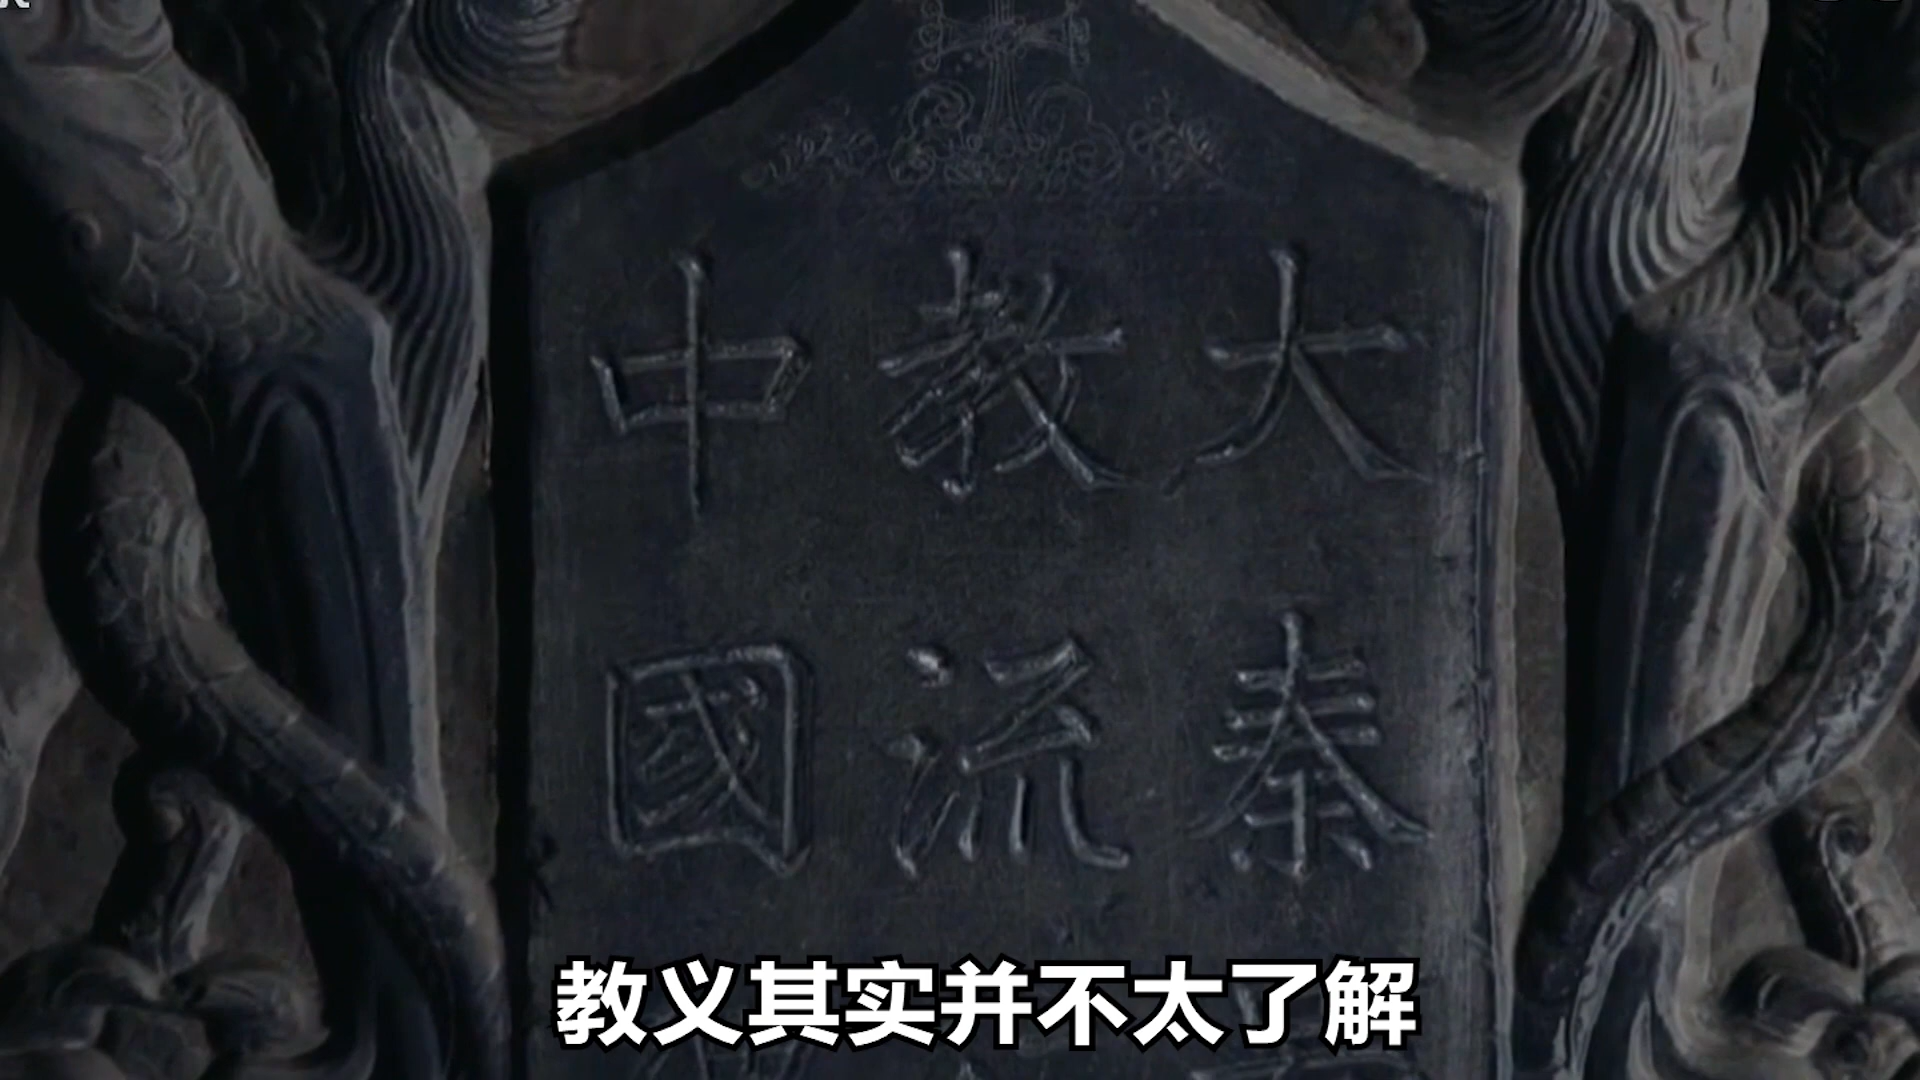 大秦
教流
中國
教义其实并不太了解